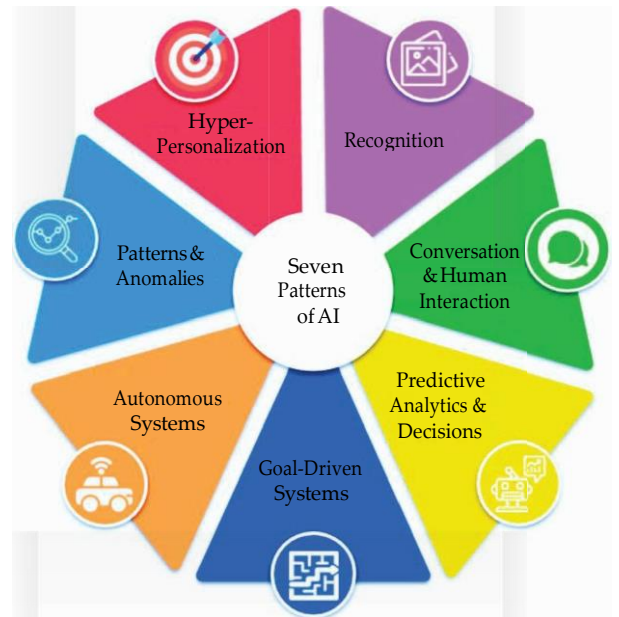 Hyper-
Personalization
Recognition
Conversation
& Human
Interaction
Predictive
Analytics &
Decisions
Goal-Driven
Systems
Autonomous
Systems
Patterns &
Anomalies
Seven
Patterns
of AI